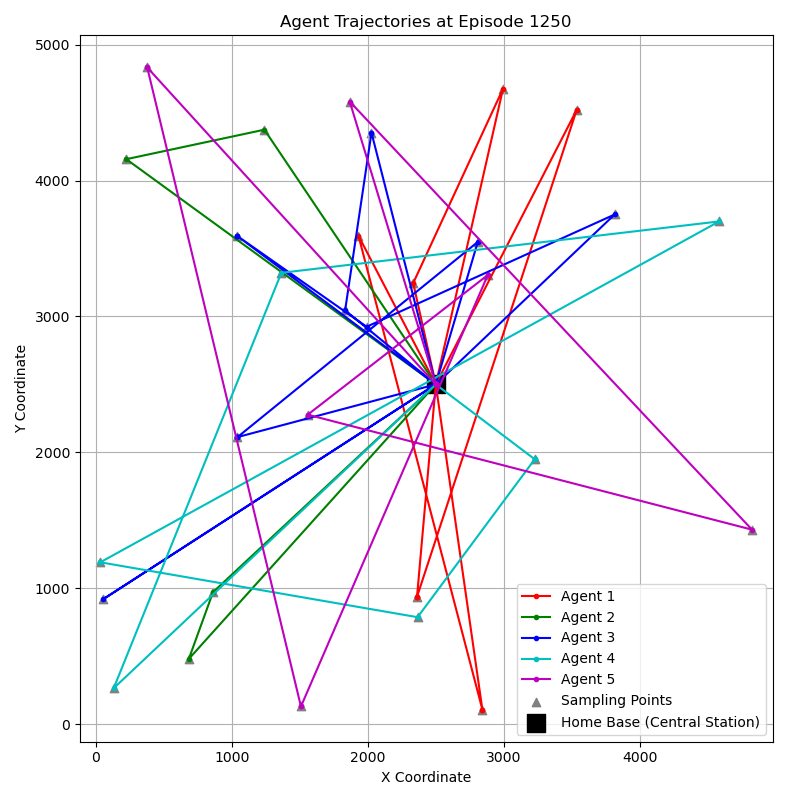 Agent Trajectories at Episode 1250
5000
4000
3000
2000
1000
0
Y Coordinate
0 1000 2000 3000 4000
X Coordinate
Agent 1
Agent 2
Agent 3
Agent 4
Agent 5
Sampling Points
Home Base (Central Station)